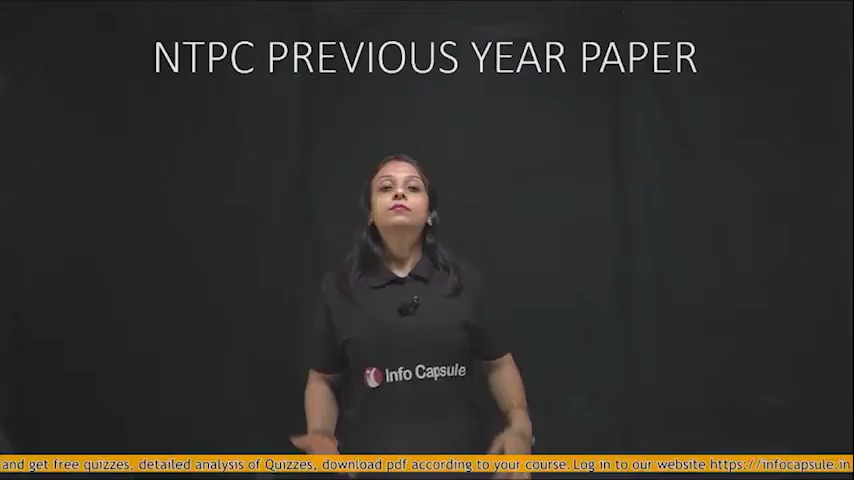 NTPC PREVIOUS YEAR PAPER
Info Capsule
and get free quizzes, detailed analysis of Quizzes, download pdf according to your course. Log in to our website https://infocapsule.in